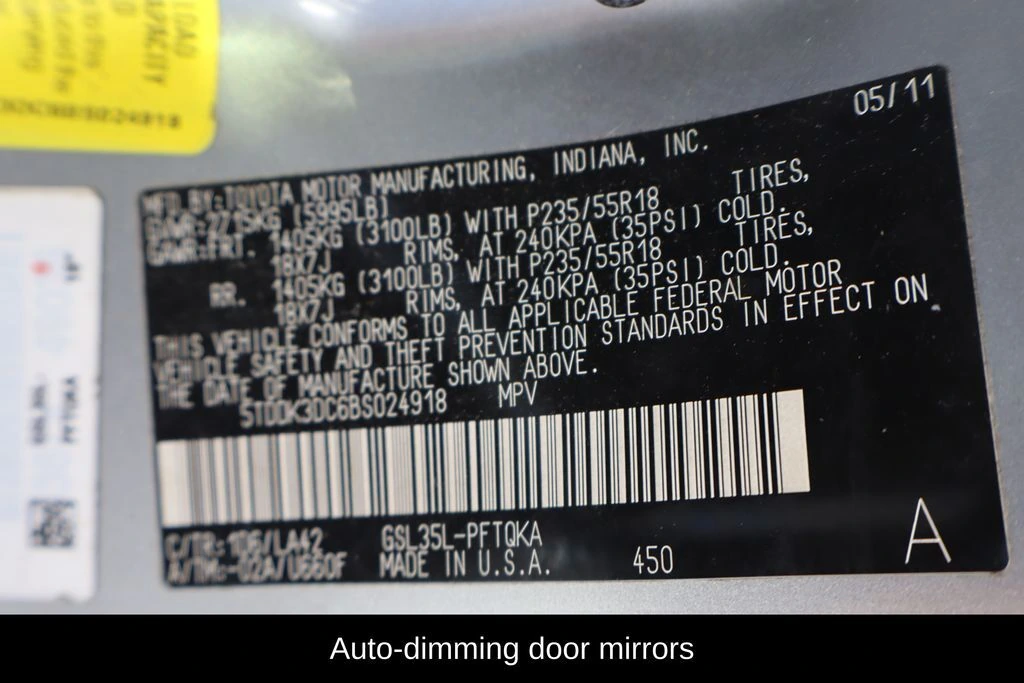 LOAD
CAPACITY
05/11
MFD.BY:TOYOTA MOTOR MANUFACTURING, INDIANA, INC.
GVWR:2715KG (5995LB)
GAWR:FRT. 1405KG (3100LB) WITH P235/55R18 TIRES,
18X7J RIMS, AT 240KPA (35PSI) COLD.
RR. 1405KG (3100LB) WITH P235/55R18 TIRES,
18X7J RIMS, AT 240KPA (35PSI) COLD.
THIS VEHICLE CONFORMS TO ALL APPLICABLE FEDERAL MOTOR
VEHICLE SAFETY AND THEFT PREVENTION STANDARDS IN EFFECT ON
THE DATE OF MANUFACTURE SHOWN ABOVE.
5TDDK3DC6BS024918 MPV
C/TR:1D6/LA42 GSL35L-PFTQKA
A/TM:-02A/U660F MADE IN U.S.A. 450
A
GSL35L-
PFTQKA
Auto-dimming door mirrors